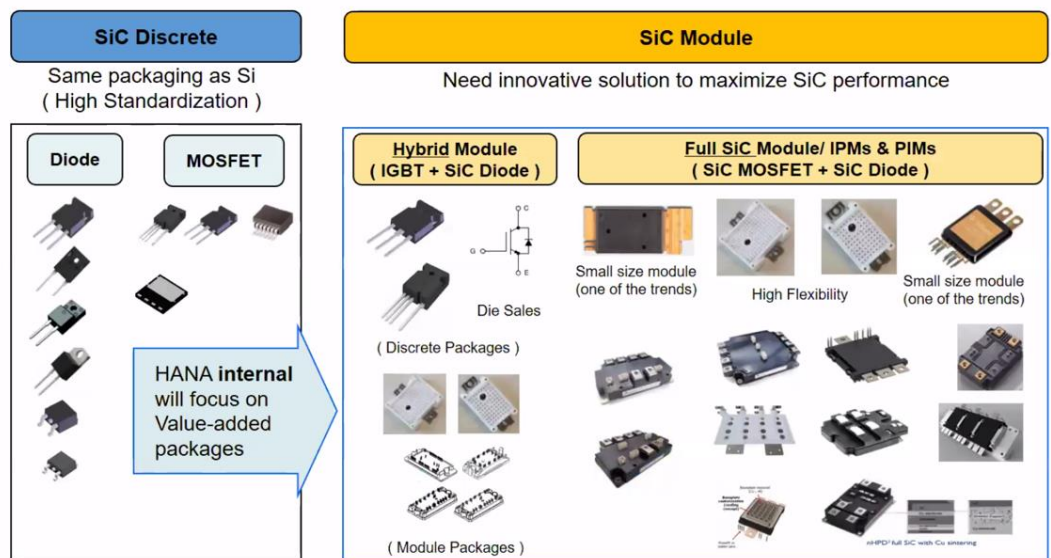 SiC Discrete
Same packaging as Si
( High Standardization )
Diode
MOSFET
HANA internal
will focus on
Value-added
packages
SiC Module
Need innovative solution to maximize SiC performance
Hybrid Module
( IGBT + SiC Diode )
C
G
E
Die Sales
( Discrete Packages )
( Module Packages )
Full SiC Module/ IPMs & PIMs
( SiC MOSFET + SiC Diode )
Small size module
(one of the trends)
High Flexibility
Small size module
(one of the trends)
nHPD² full SiC with Cu sintering